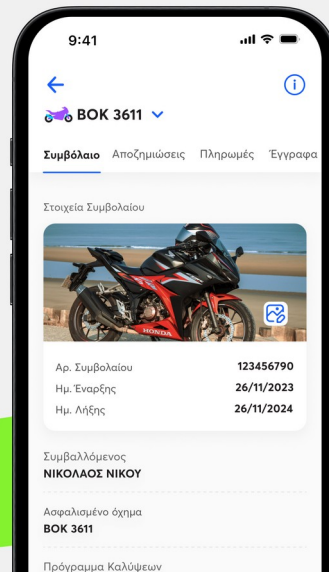 9:41
BOK 3611
Συμβόλαιο Αποζημιώσεις Πληρωμές Έγγραφα
Στοιχεία Συμβολαίου
HONDA
Αρ. Συμβολαίου 123456790
Ημ. Έναρξης 26/11/2023
Ημ. Λήξης 26/11/2024
Συμβαλλόμενος
ΝΙΚΟΛΑΟΣ ΝΙΚΟΥ
Ασφαλισμένο όχημα
BOK 3611
Πρόγραμμα Καλύψεων